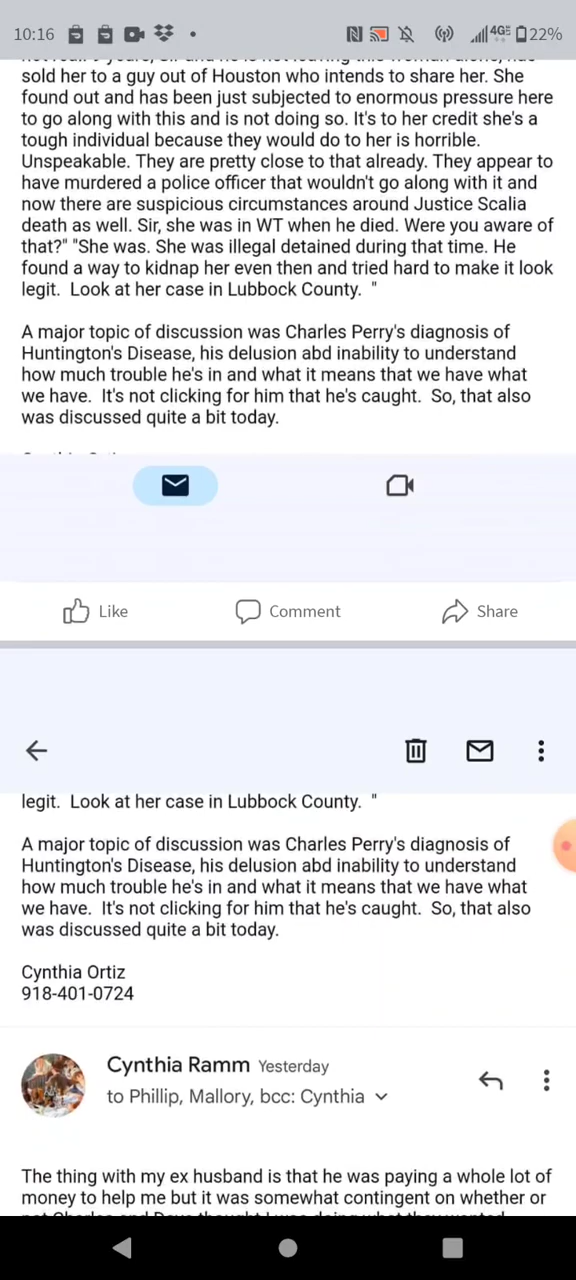 10:16 4G 22%
sold her to a guy out of Houston who intends to share her. She
found out and has been just subjected to enormous pressure here
to go along with this and is not doing so. It's to her credit she's a
tough individual because they would do to her is horrible.
Unspeakable. They are pretty close to that already. They appear to
have murdered a police officer that wouldn't go along with it and
now there are suspicious circumstances around Justice Scalia
death as well. Sir, she was in WT when he died. Were you aware of
that?" "She was. She was illegal detained during that time. He
found a way to kidnap her even then and tried hard to make it look
legit.  Look at her case in Lubbock County.  "
A major topic of discussion was Charles Perry's diagnosis of
Huntington's Disease, his delusion abd inability to understand
how much trouble he's in and what it means that we have what
we have.  It's not clicking for him that he's caught.  So, that also
was discussed quite a bit today.
Like Comment Share
legit.  Look at her case in Lubbock County.  "
A major topic of discussion was Charles Perry's diagnosis of
Huntington's Disease, his delusion abd inability to understand
how much trouble he's in and what it means that we have what
we have.  It's not clicking for him that he's caught.  So, that also
was discussed quite a bit today.
Cynthia Ortiz
918-401-0724
Cynthia Ramm Yesterday
to Phillip, Mallory, bcc: Cynthia
The thing with my ex husband is that he was paying a whole lot of
money to help me but it was somewhat contingent on whether or